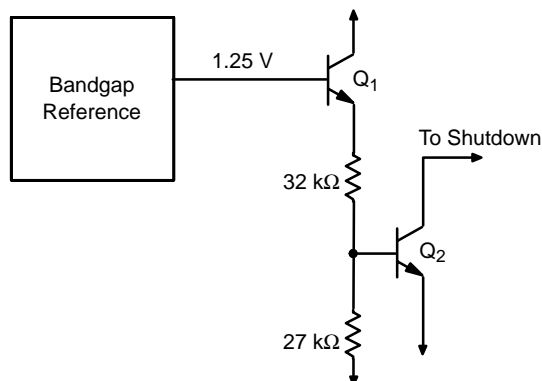 Bandgap
Reference
1.25 V
Q1
To Shutdown
32 kΩ
Q2
27 kΩ